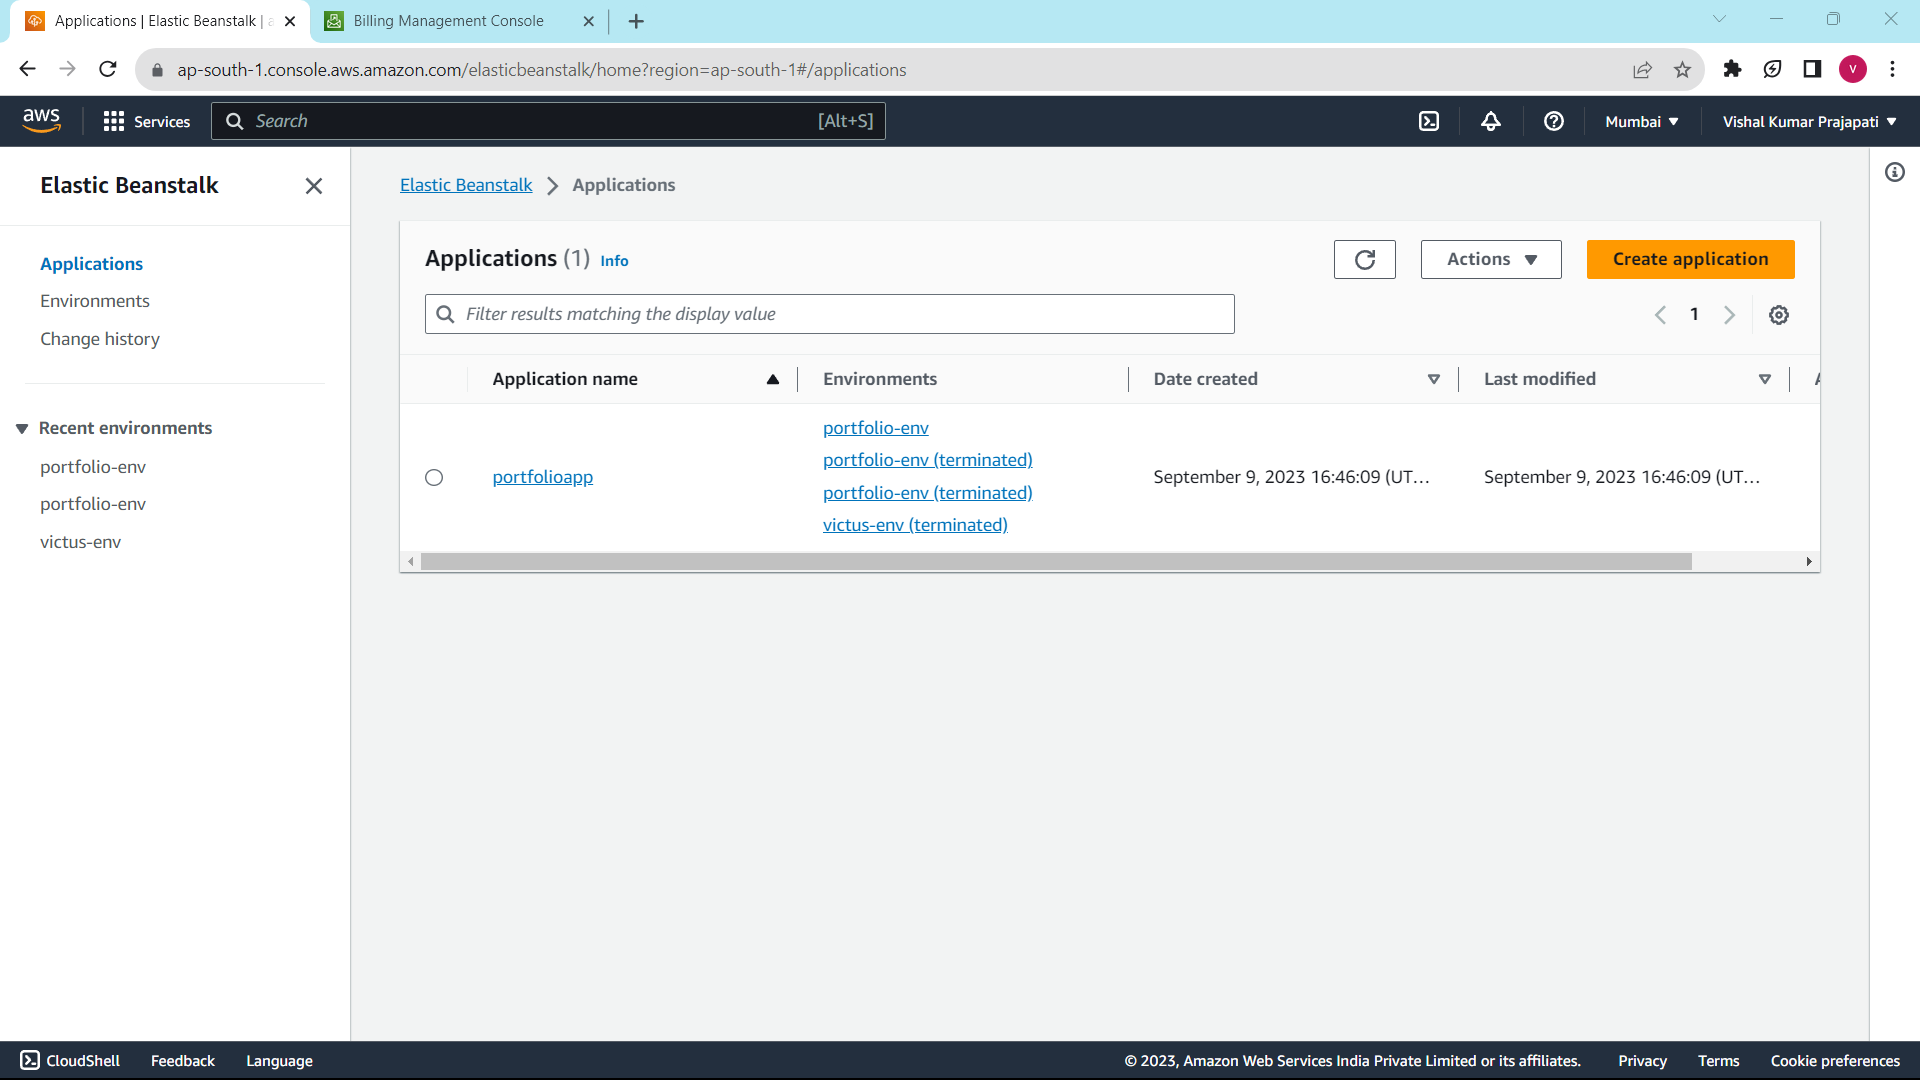 Applications | Elastic Beanstalk |
Billing Management Console
ap-south-1.console.aws.amazon.com/elasticbeanstalk/home?region=ap-south-1#/applications
V
aws
Services
Search
[Alt+S]
Mumbai
Vishal Kumar Prajapati
Elastic Beanstalk
Applications
Environments
Change history
Recent environments
portfolio-env
portfolio-env
victus-env
Elastic Beanstalk
Applications
Applications (1) Info
Actions
Create application
Filter results matching the display value
1
Application name
Environments
Date created
Last modified
portfolioapp
portfolio-env
portfolio-env (terminated)
portfolio-env (terminated)
victus-env (terminated)
September 9, 2023 16:46:09 (UT...
September 9, 2023 16:46:09 (UT...
CloudShell
Feedback
Language
© 2023, Amazon Web Services India Private Limited or its affiliates.
Privacy
Terms
Cookie preferences